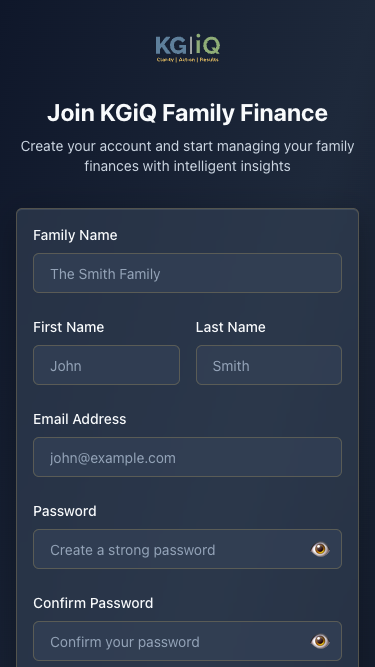 KG|iQ
Clarity | Action | Results
Join KGiQ Family Finance
Create your account and start managing your family
finances with intelligent insights
Family Name
The Smith Family
First Name Last Name
John Smith
Email Address
john@example.com
Password
Create a strong password
Confirm Password
Confirm your password